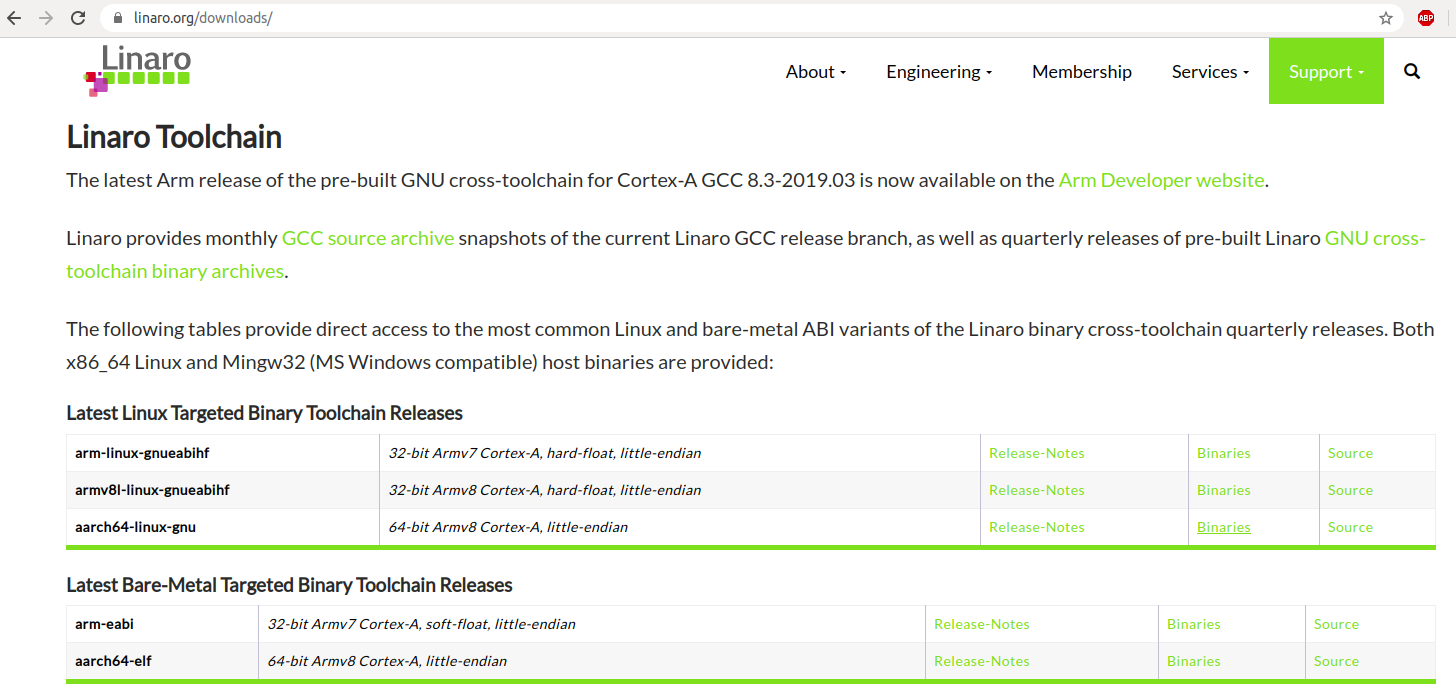 linaro.org/downloads/
ABP
Linaro
About
Engineering
Membership
Services
Support
Linaro Toolchain
The latest Arm release of the pre-built GNU cross-toolchain for Cortex-A GCC 8.3-2019.03 is now available on the Arm Developer website.
Linaro provides monthly GCC source archive snapshots of the current Linaro GCC release branch, as well as quarterly releases of pre-built Linaro GNU cross-
toolchain binary archives.
The following tables provide direct access to the most common Linux and bare-metal ABI variants of the Linaro binary cross-toolchain quarterly releases. Both
x86_64 Linux and Mingw32 (MS Windows compatible) host binaries are provided:
Latest Linux Targeted Binary Toolchain Releases
arm-linux-gnueabihf 32-bit Armv7 Cortex-A, hard-float, little-endian Release-Notes Binaries Source
armv8l-linux-gnueabihf 32-bit Armv8 Cortex-A, hard-float, little-endian Release-Notes Binaries Source
aarch64-linux-gnu 64-bit Armv8 Cortex-A, little-endian Release-Notes Binaries Source
Latest Bare-Metal Targeted Binary Toolchain Releases
arm-eabi 32-bit Armv7 Cortex-A, soft-float, little-endian Release-Notes Binaries Source
aarch64-elf 64-bit Armv8 Cortex-A, little-endian Release-Notes Binaries Source